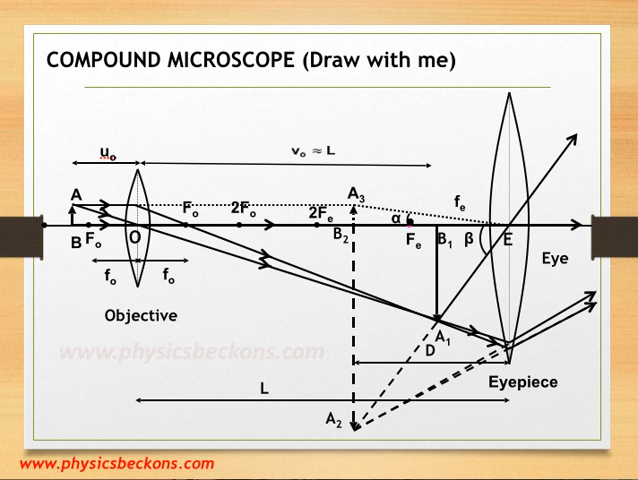 COMPOUND MICROSCOPE (Draw with me)
uₒ
vₒ ≈ L
A
A₃
fₑ
Fₒ
2Fₒ
2Fₑ
α
B
Fₒ
O
B₂
Fₑ
B₁
β
E
Eye
fₒ
fₒ
Objective
A₁
www.physicsbeckons.com
D
Eyepiece
L
A₂
www.physicsbeckons.com